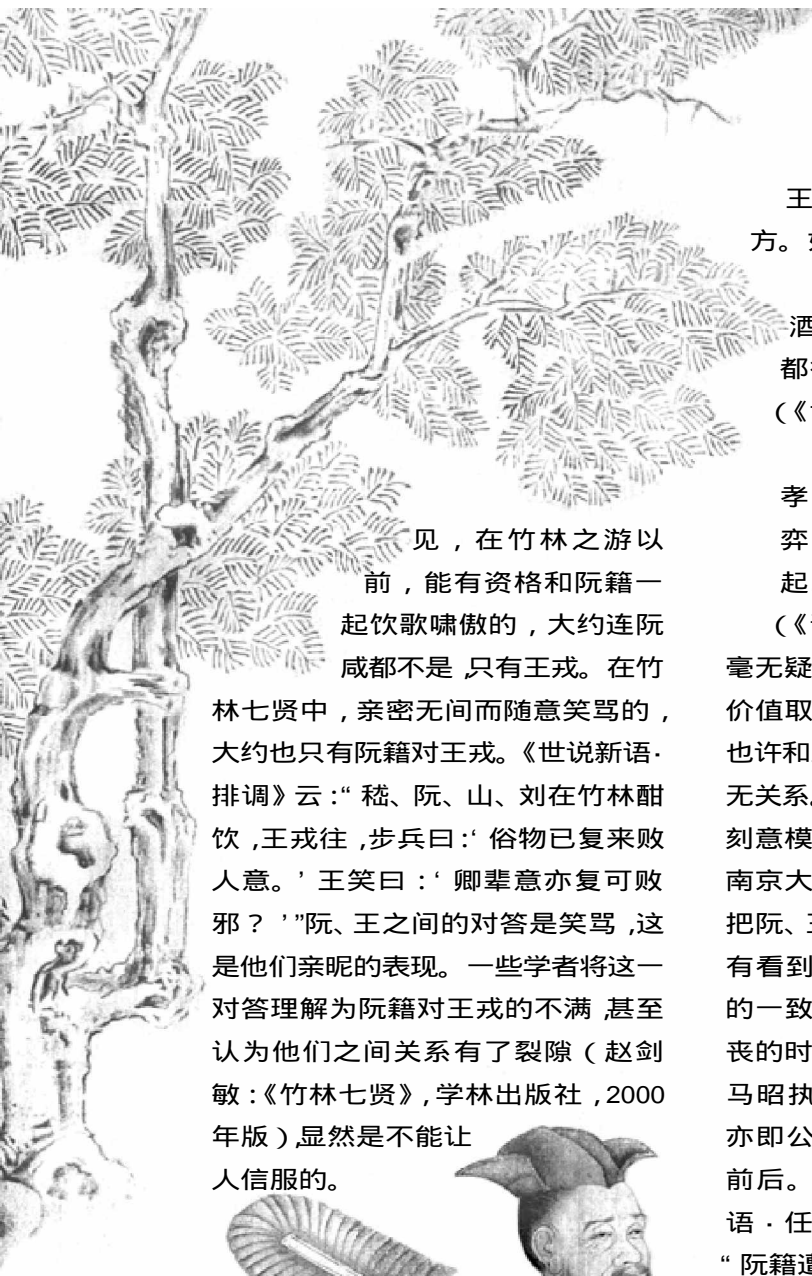 见，在竹林之游以
前，能有资格和阮籍一
起饮歌啸傲的，大约连阮
咸都不是，只有王戎。在竹
林七贤中，亲密无间而随意笑骂的，
大约也只有阮籍对王戎。《世说新语·
排调》云：“嵇、阮、山、刘在竹林酣
饮，王戎往，步兵曰：‘俗物已复来败
人意。’王笑曰：‘卿辈意亦复可败
邪？’”阮、王之间的对答是笑骂，这
是他们亲昵的表现。一些学者将这一
对答理解为阮籍对王戎的不满，甚至
认为他们之间关系有了裂隙（赵剑
敏：《竹林七贤》，学林出版社，2000
年版），显然是不能让
人信服的。
王
方。
酒
都
（《
孝
弈
起
（《
毫无疑
价值取
也许和
无关系。
刻意模
南京大
把阮、
有看到
的一致
丧的时
马昭执
亦即公
前后。
语·任
“阮籍遭